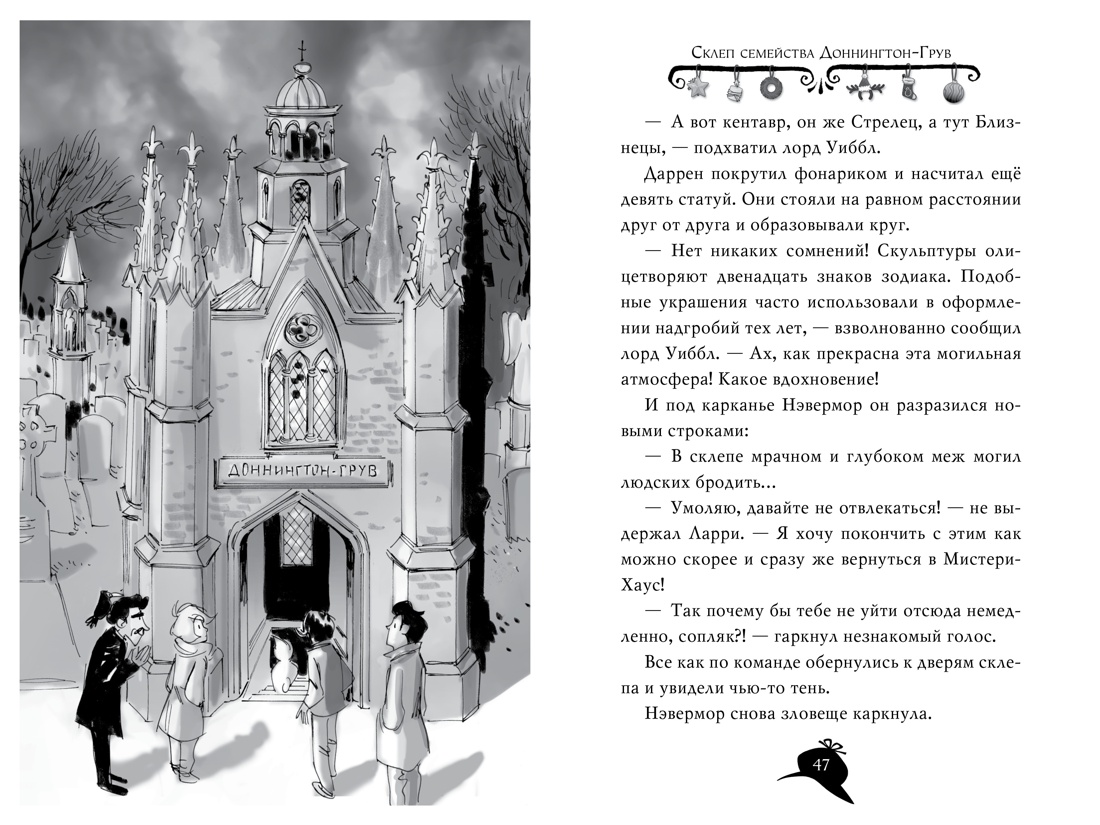 ДОННИНГТОН-ГРУВ
Склеп семейства Доннингтон-Грув
— А вот кентавр, он же Стрелец, а тут Близ-
нецы, — подхватил лорд Уиббл.
Даррен покрутил фонариком и насчитал ещё
девять статуй. Они стояли на равном расстоянии
друг от друга и образовывали круг.
— Нет никаких сомнений! Скульптуры оли-
цетворяют двенадцать знаков зодиака. Подоб-
ные украшения часто использовали в оформле-
нии надгробий тех лет, — взволнованно сообщил
лорд Уиббл. — Ах, как прекрасна эта могильная
атмосфера! Какое вдохновение!
И под карканье Нэвермор он разразился но-
выми строками:
— В склепе мрачном и глубоком меж могил
людских бродить...
— Умоляю, давайте не отвлекаться! — не вы-
держал Ларри. — Я хочу покончить с этим как
можно скорее и сразу же вернуться в Мистери-
Хаус!
— Так почему бы тебе не уйти отсюда немед-
ленно, сопляк?! — гаркнул незнакомый голос.
Все как по команде обернулись к дверям скле-
па и увидели чью-то тень.
Нэвермор снова зловеще каркнула.
47